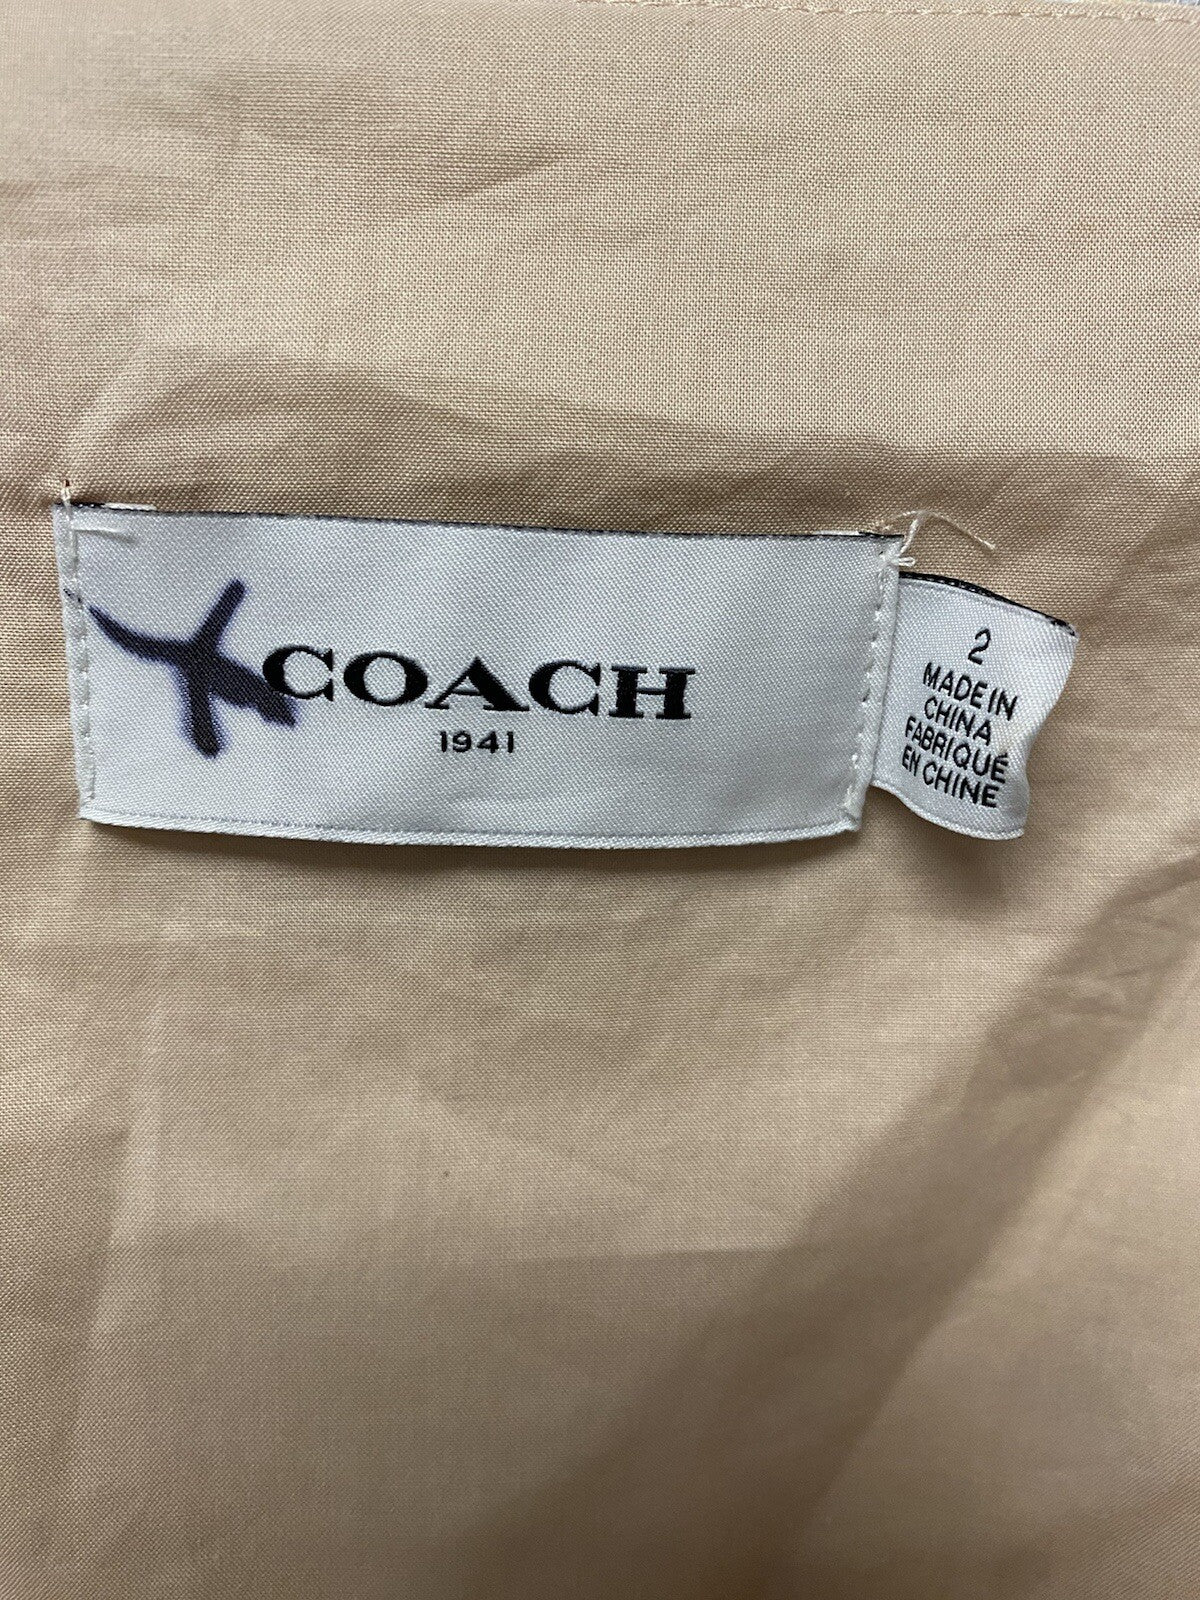 COACH
1941
2
MADE IN
CHINA
FABRIQUÉ
EN CHINE